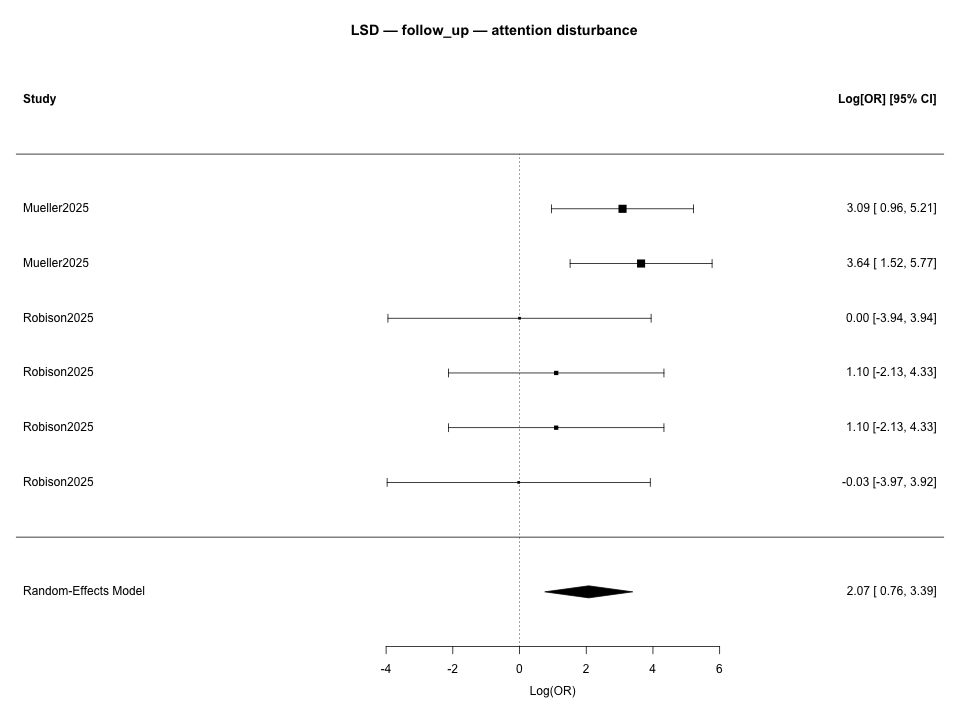 LSD — follow_up — attention disturbance
Study Log[OR] [95% CI]
Mueller2025 3.09 [ 0.96, 5.21]
Mueller2025 3.64 [ 1.52, 5.77]
Robison2025 0.00 [-3.94, 3.94]
Robison2025 1.10 [-2.13, 4.33]
Robison2025 1.10 [-2.13, 4.33]
Robison2025 -0.03 [-3.97, 3.92]
Random-Effects Model 2.07 [ 0.76, 3.39]
-4 -2 0 2 4 6
Log(OR)